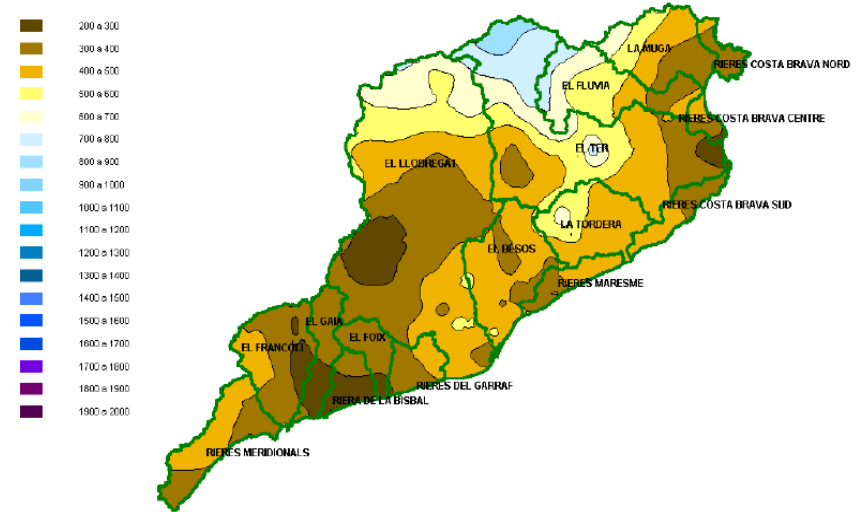 200 a 300
300 a 400
400 a 500
500 a 600
600 a 700
700 a 800
800 a 900
900 a 1000
1000 a 1100
1100 a 1200
1200 a 1300
1300 a 1400
1400 a 1500
1500 a 1600
1600 a 1700
1700 a 1800
1800 a 1900
1900 a 2000
LA MUGA
RIERES COSTA BRAVA NORD
EL FLUVIA
RIERES COSTA BRAVA CENTRE
EL TER
EL LLOBREGAT
RIERES COSTA BRAVA SUD
LA TORDERA
EL BESOS
RIERES MARESME
EL GAIA
EL FOIX
EL FRANCOLI
RIERES DEL GARRAF
RIERA DE LA BISBAL
RIERES MERIDIONALS